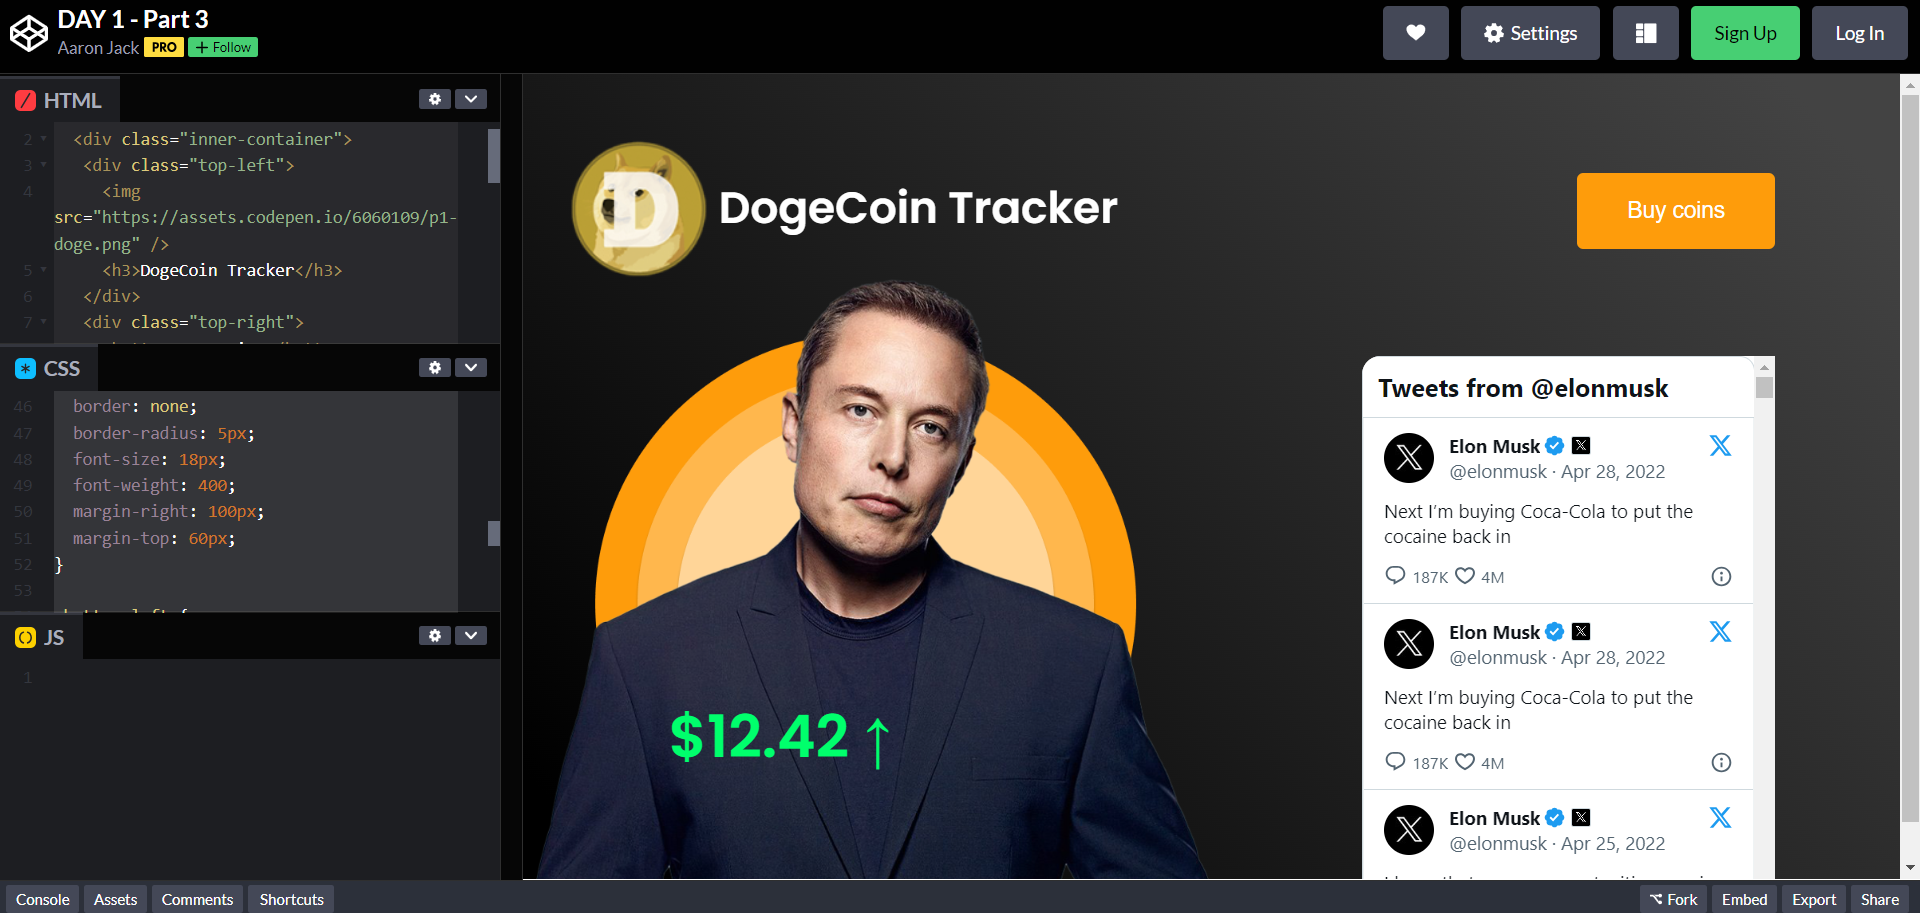 DAY 1 - Part 3
Aaron Jack PRO + Follow
Settings
Sign Up
Log In
HTML
2 <div class="inner-container">
3 <div class="top-left">
4 <img
src="https://assets.codepen.io/6060109/p1-
doge.png" />
5 <h3>DogeCoin Tracker</h3>
6 </div>
7 <div class="top-right">
CSS
46 border: none;
47 border-radius: 5px;
48 font-size: 18px;
49 font-weight: 400;
50 margin-right: 100px;
51 margin-top: 60px;
52 }
53
JS
1
D
DogeCoin Tracker
Buy coins
$12.42 ↑
Tweets from @elonmusk
Elon Musk
@elonmusk · Apr 28, 2022
Next I’m buying Coca-Cola to put the
cocaine back in
187K 4M
Elon Musk
@elonmusk · Apr 28, 2022
Next I’m buying Coca-Cola to put the
cocaine back in
187K 4M
Elon Musk
@elonmusk · Apr 25, 2022
Console
Assets
Comments
Shortcuts
Fork
Embed
Export
Share